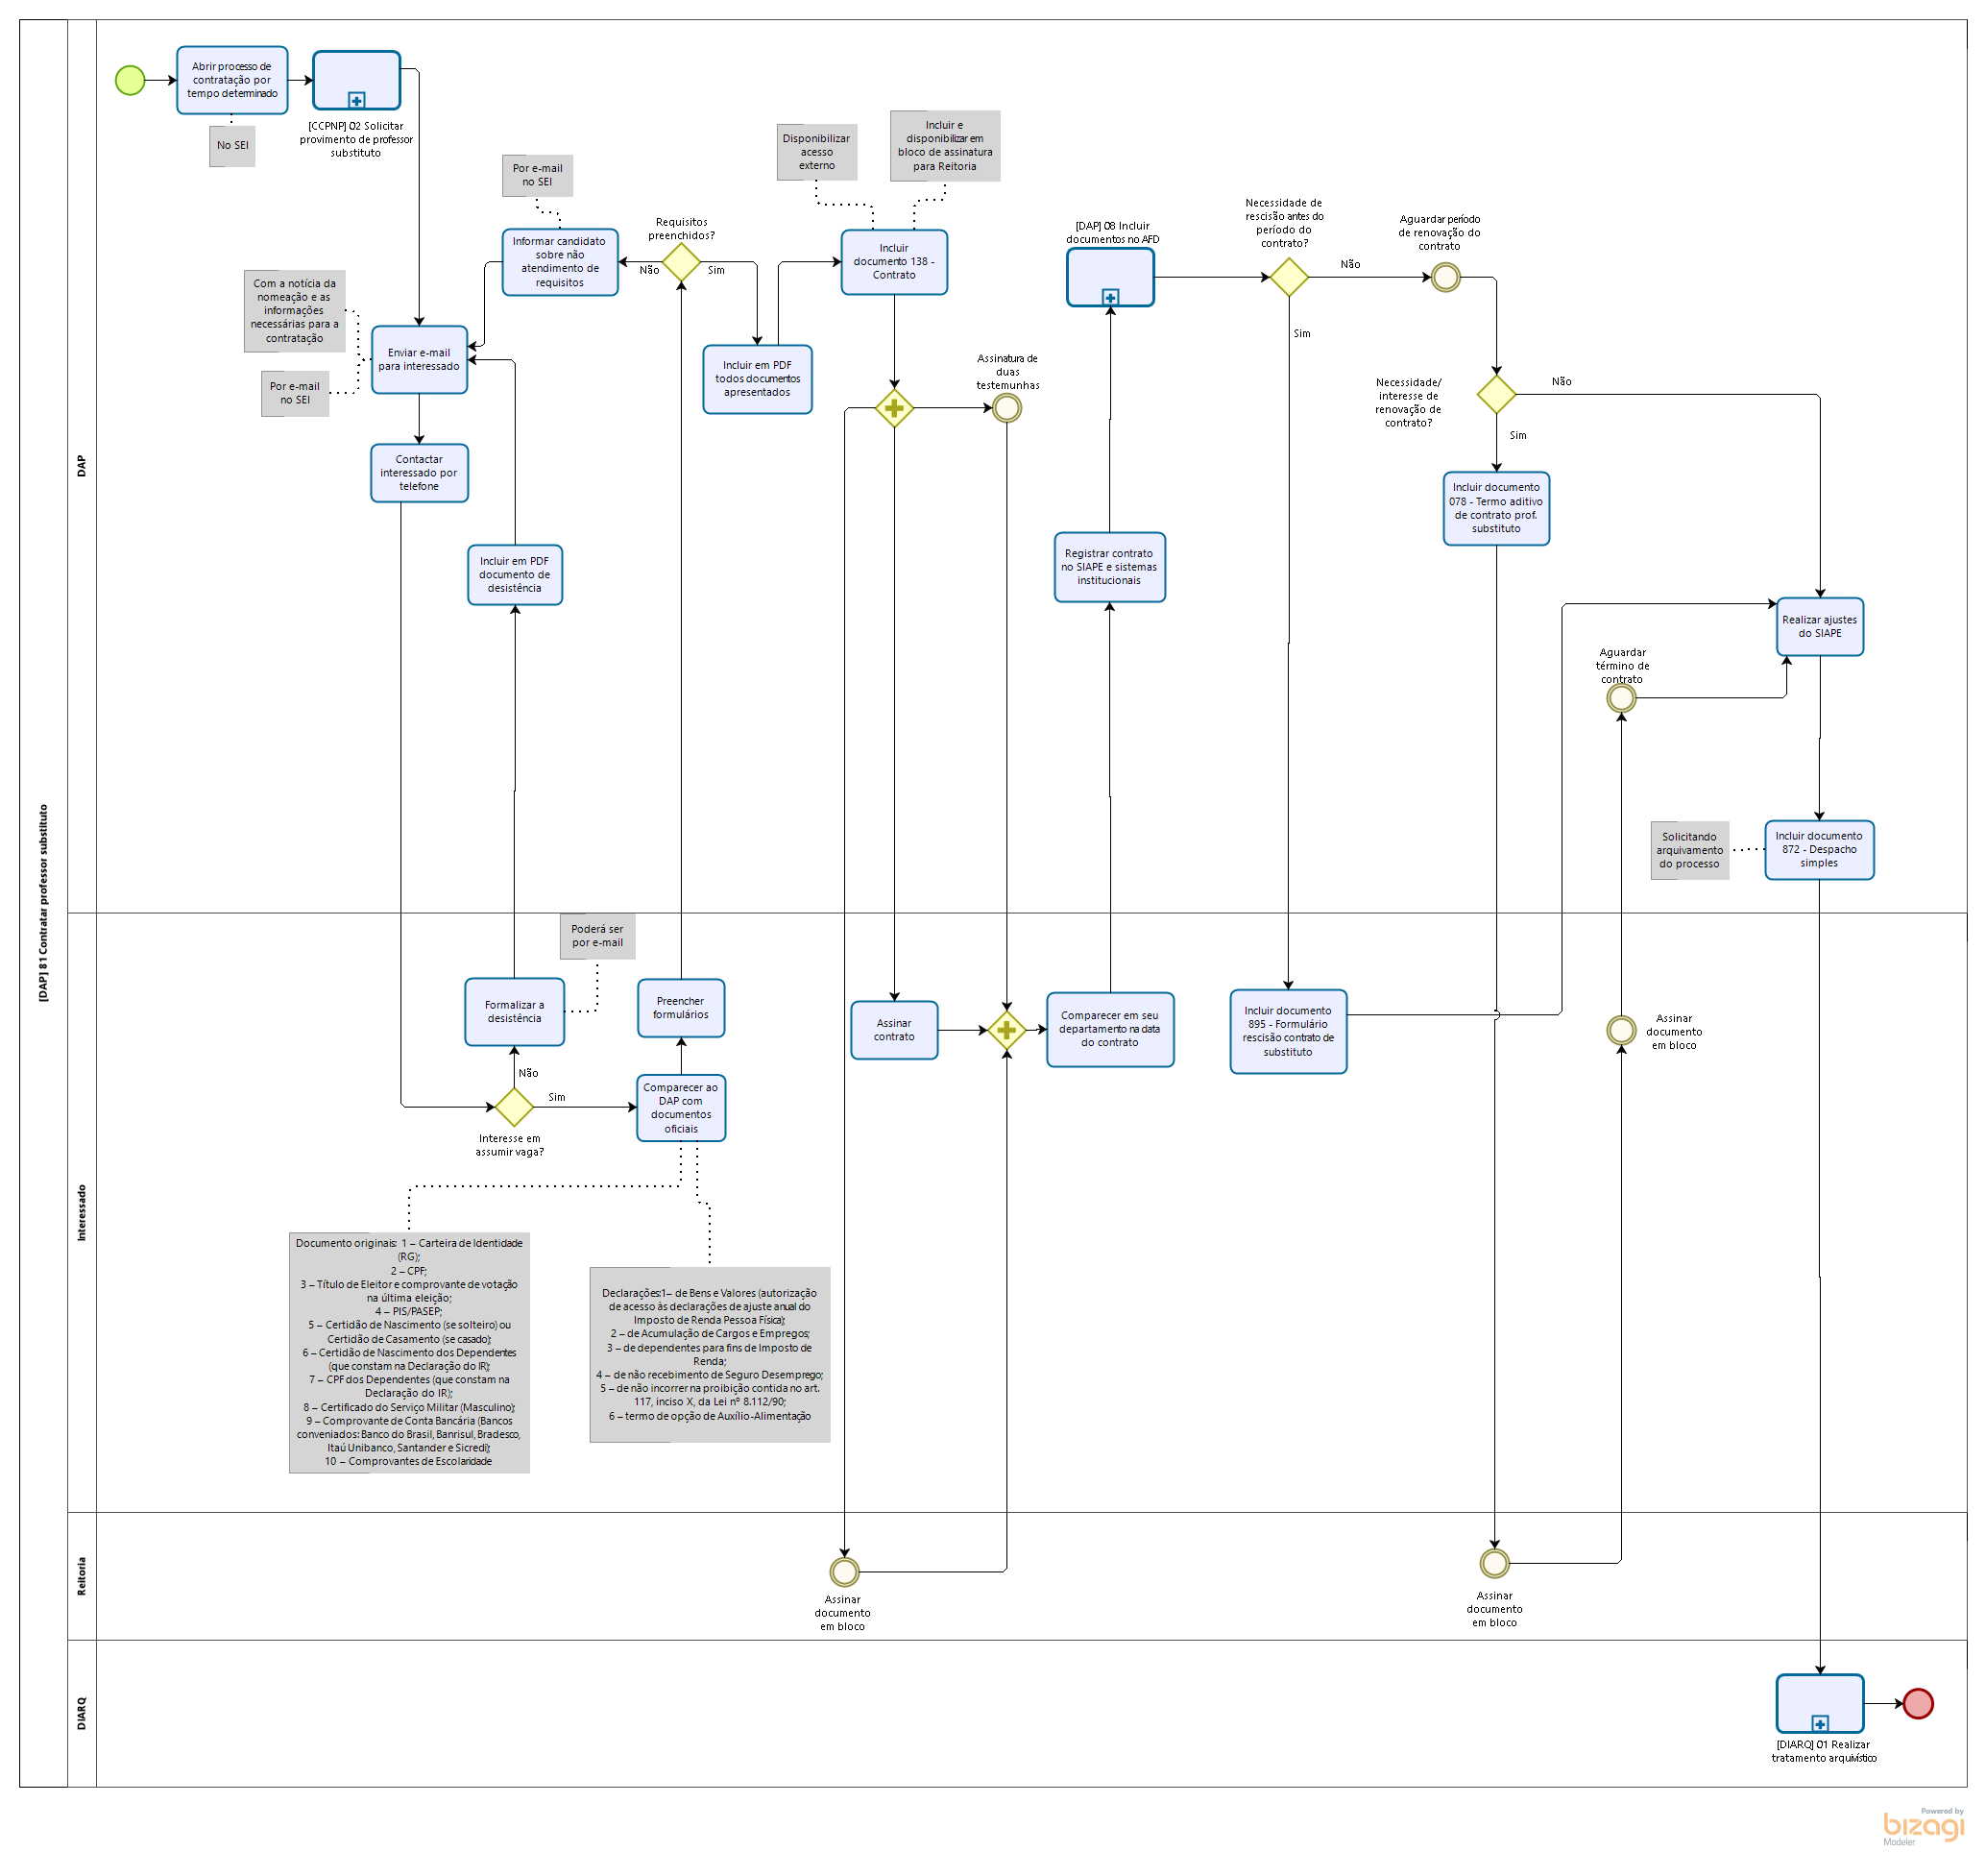 [DAP] 81 Contratar professor substituto
DAP
Abrir processo de
contratação por
tempo determinado
No SEI
[CCPNP] 02 Solicitar
provimento de professor
substituto
Com a notícia da
nomeação e as
informações
necessárias para a
contratação
Por e-mail
no SEI
Enviar e-mail
para interessado
Contactar
interessado por
telefone
Incluir em PDF
documento de
desistência
Por e-mail
no SEI
Informar candidato
sobre não
atendimento de
requisitos
Requisitos
preenchidos?
Não
Sim
Incluir em PDF
todos documentos
apresentados
Disponibilizar
acesso
externo
Incluir e
disponibilizar em
bloco de assinatura
para Reitoria
Incluir
documento 138 -
Contrato
Assinatura de
duas
testemunhas
[DAP] 08 Incluir
documentos no AFD
Registrar contrato
no SIAPE e sistemas
institucionais
Necessidade de
rescisão antes do
período do
contrato?
Não
Sim
Aguardar período
de renovação do
contrato
Necessidade/
interesse de
renovação de
contrato?
Não
Sim
Incluir documento
078 - Termo aditivo
de contrato prof.
substituto
Realizar ajustes
do SIAPE
Aguardar
término de
contrato
Solicitando
arquivamento
do processo
Incluir documento
872 - Despacho
simples
Interessado
Poderá ser
por e-mail
Formalizar a
desistência
Preencher
formulários
Não
Sim
Interesse em
assumir vaga?
Comparecer ao
DAP com
documentos
oficiais
Documento originais: 1 – Carteira de Identidade
(RG);
2 – CPF;
3 – Título de Eleitor e comprovante de votação
na última eleição;
4 – PIS/PASEP;
5 – Certidão de Nascimento (se solteiro) ou
Certidão de Casamento (se casado);
6 – Certidão de Nascimento dos Dependentes
(que constam na Declaração do IR);
7 – CPF dos Dependentes (que constam na
Declaração do IR);
8 – Certificado do Serviço Militar (Masculino);
9 – Comprovante de Conta Bancária (Bancos
conveniados: Banco do Brasil, Banrisul, Bradesco,
Itaú Unibanco, Santander e Sicredi);
10 – Comprovantes de Escolaridade
Declarações:1– de Bens e Valores (autorização
de acesso às declarações de ajuste anual do
Imposto de Renda Pessoa Física);
2 – de Acumulação de Cargos e Empregos;
3 – de dependentes para fins de Imposto de
Renda;
4 – de não recebimento de Seguro Desemprego;
5 – de não incorrer na proibição contida no art.
117, inciso X, da Lei nº 8.112/90;
6 – termo de opção de Auxílio-Alimentação
Assinar
contrato
Comparecer em seu
departamento na data
do contrato
Incluir documento
895 - Formulário
rescisão contrato de
substituto
Assinar
documento
em bloco
Reitoria
Assinar
documento
em bloco
Assinar
documento
em bloco
DIARQ
[DIARQ] 01 Realizar
tratamento arquivístico
Powered by
bizagi
Modeler